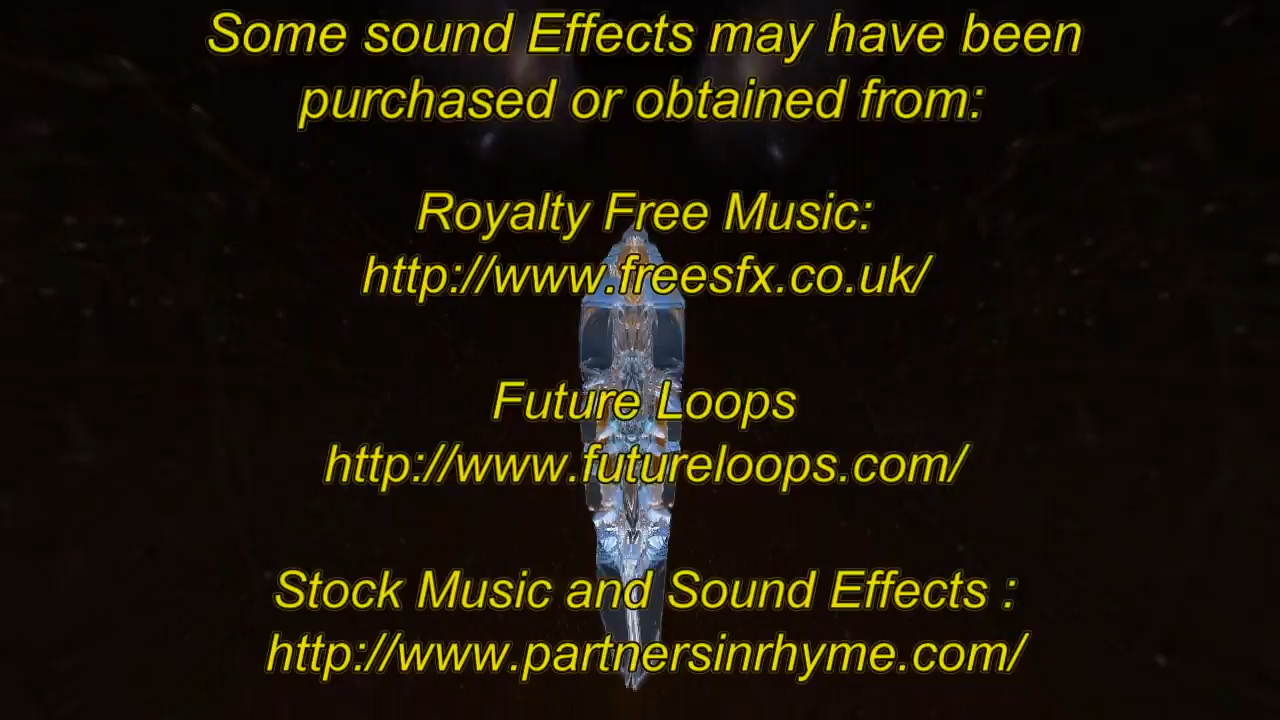 Some sound Effects may have been
purchased or obtained from:
Royalty Free Music:
http://www.freesfx.co.uk/
Future Loops
http://www.futureloops.com/
Stock Music and Sound Effects :
http://www.partnersinrhyme.com/